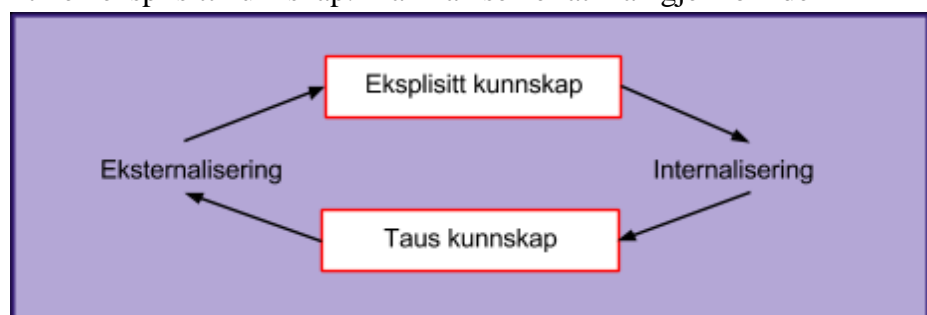 Eksplisitt kunnskap
Eksternalisering
Internalisering
Taus kunnskap